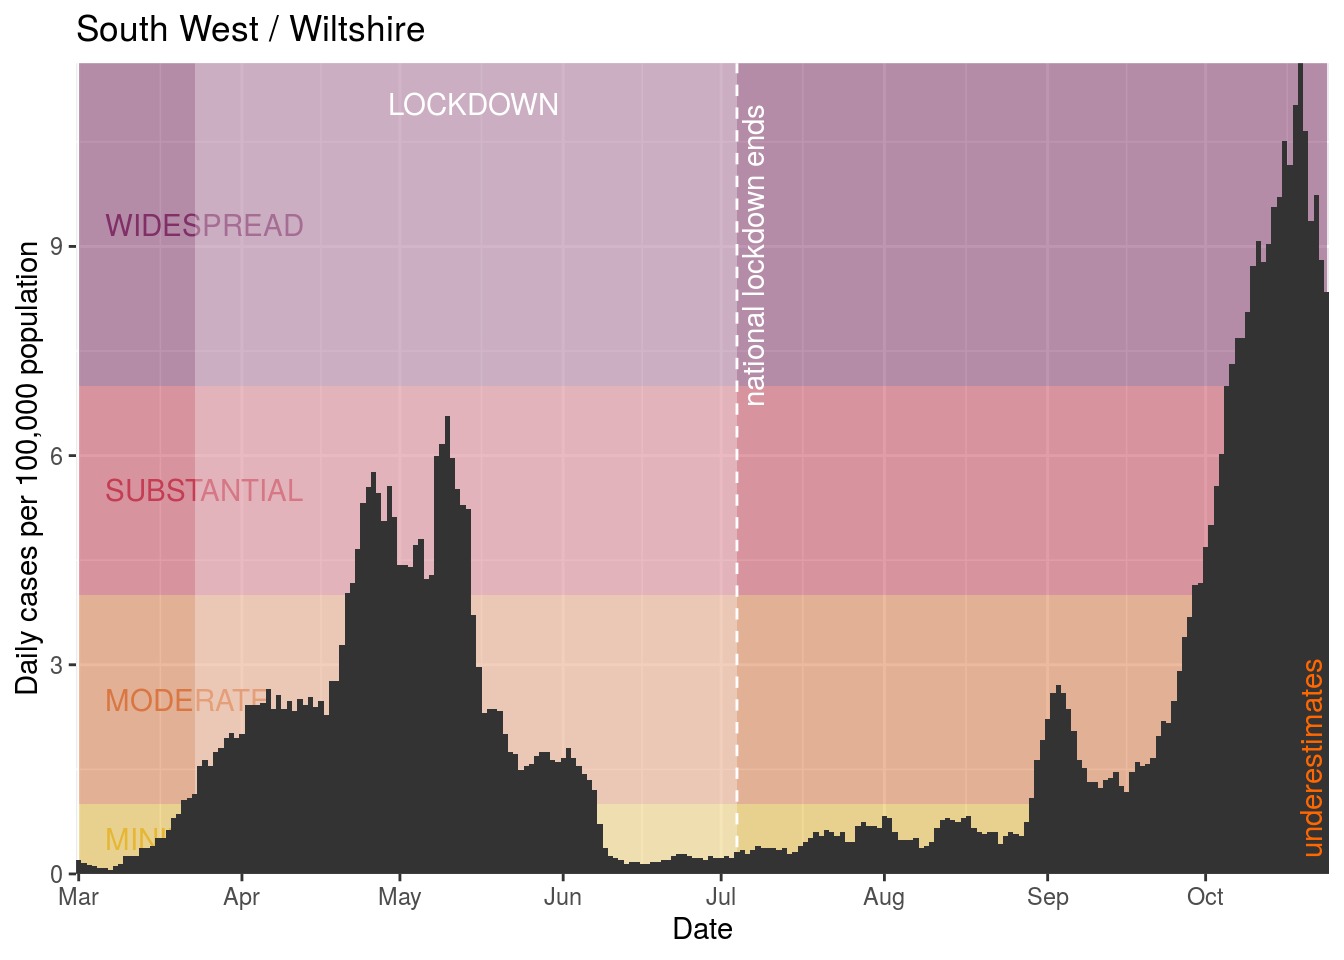 South West / Wiltshire
LOCKDOWN
national lockdown ends
WIDESPREAD
SUBSTANTIAL
MODERATE
MINI
underestimates
Daily cases per 100,000 population
9
6
3
0
Mar Apr May Jun Jul Aug Sep Oct
Date